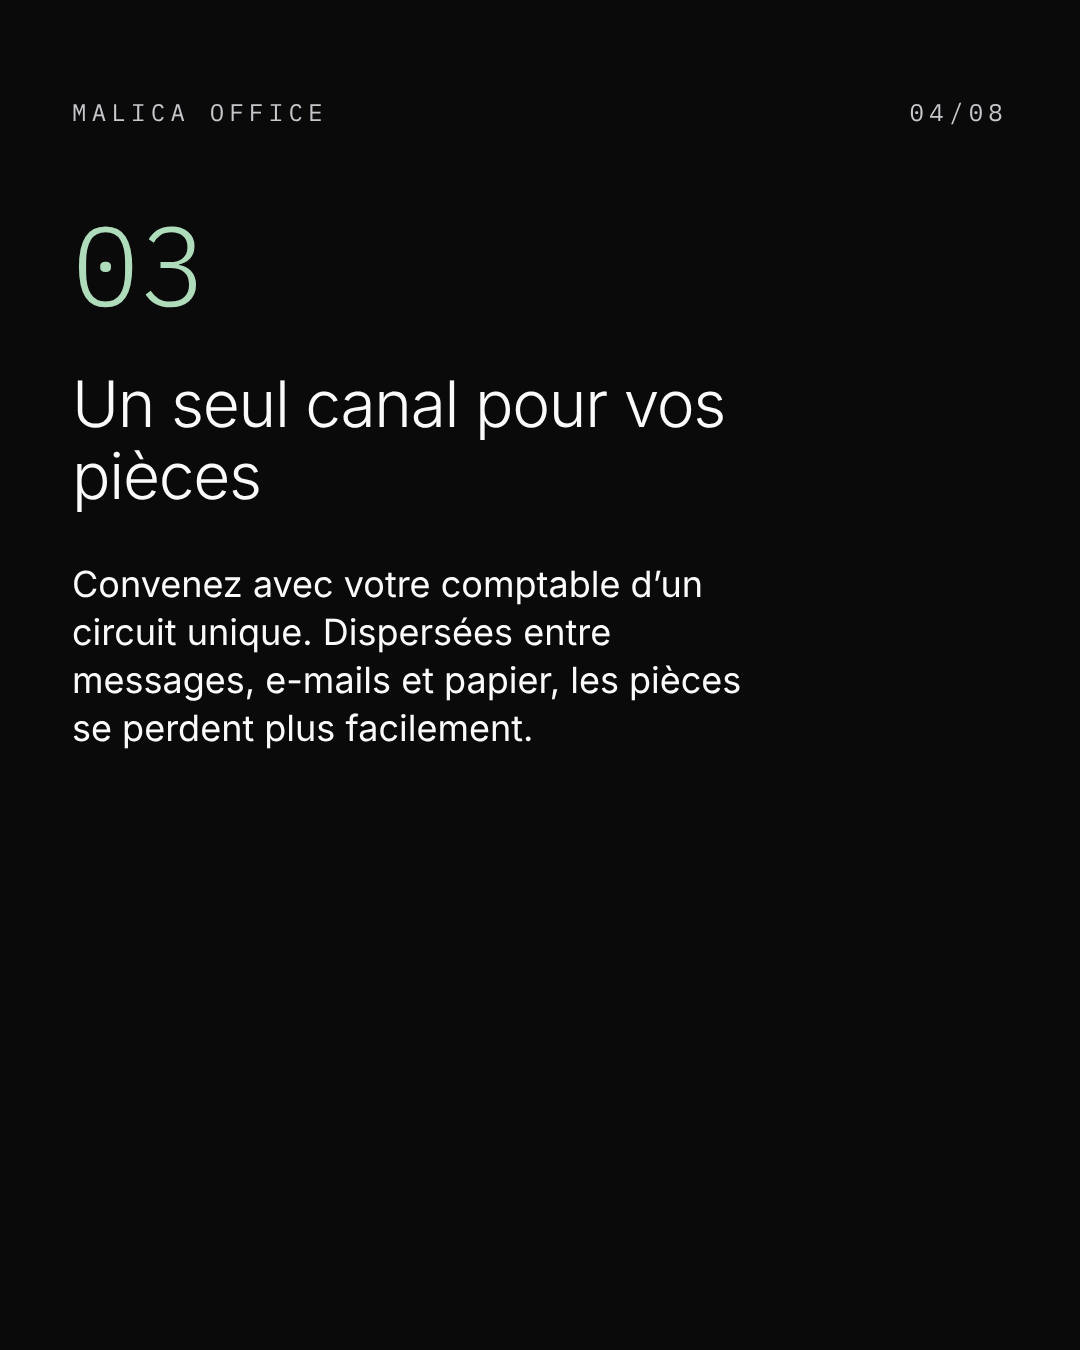 MALICA OFFICE
04/08
03
Un seul canal pour vos
pièces
Convenez avec votre comptable d’un
circuit unique. Dispersées entre
messages, e-mails et papier, les pièces
se perdent plus facilement.